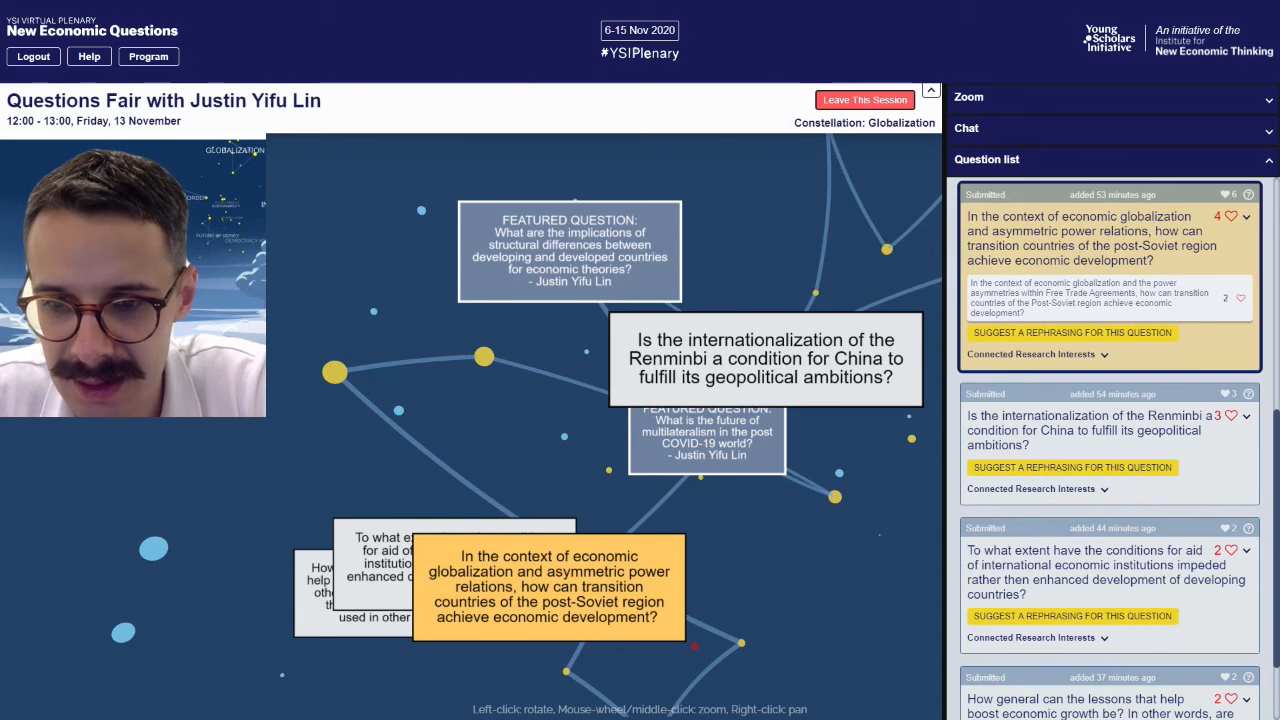 YSI VIRTUAL PLENARY
New Economic Questions
Logout
Help
Program
6-15 Nov 2020
#YSIPlenary
Young
Scholars
Initiative
An initiative of the
Institute for
New Economic Thinking
Questions Fair with Justin Yifu Lin
12:00 - 13:00, Friday, 13 November
Leave This Session
Constellation: Globalization
GLOBALIZATION
FEATURED QUESTION:
What are the implications of
structural differences between
developing and developed countries
for economic theories?
- Justin Yifu Lin
Is the internationalization of the
Renminbi a condition for China to
fulfill its geopolitical ambitions?
FEATURED QUESTION:
What is the future of
multilateralism in the post
COVID-19 world?
- Justin Yifu Lin
To what
for aid of
enhanced
How
help
used in other
In the context of economic
globalization and asymmetric power
relations, how can transition
countries of the post-Soviet region
achieve economic development?
Left-click: rotate, Mouse-wheel/middle-click: zoom, Right-click: pan
Zoom
Chat
Question list
Submitted added 53 minutes ago 6
In the context of economic globalization 4
and asymmetric power relations, how can
transition countries of the post-Soviet region
achieve economic development?
In the context of economic globalization and the power
asymmetries within Free Trade Agreements, how can transition
countries of the Post-Soviet region achieve economic
development?
2
SUGGEST A REPHRASING FOR THIS QUESTION
Connected Research Interests
Submitted added 54 minutes ago 3
Is the internationalization of the Renminbi a 3
condition for China to fulfill its geopolitical
ambitions?
SUGGEST A REPHRASING FOR THIS QUESTION
Connected Research Interests
Submitted added 44 minutes ago 2
To what extent have the conditions for aid 2
of international economic institutions impeded
rather then enhanced development of developing
countries?
SUGGEST A REPHRASING FOR THIS QUESTION
Connected Research Interests
Submitted added 37 minutes ago 2
How general can the lessons that help 2
boost economic growth be? In other words, are